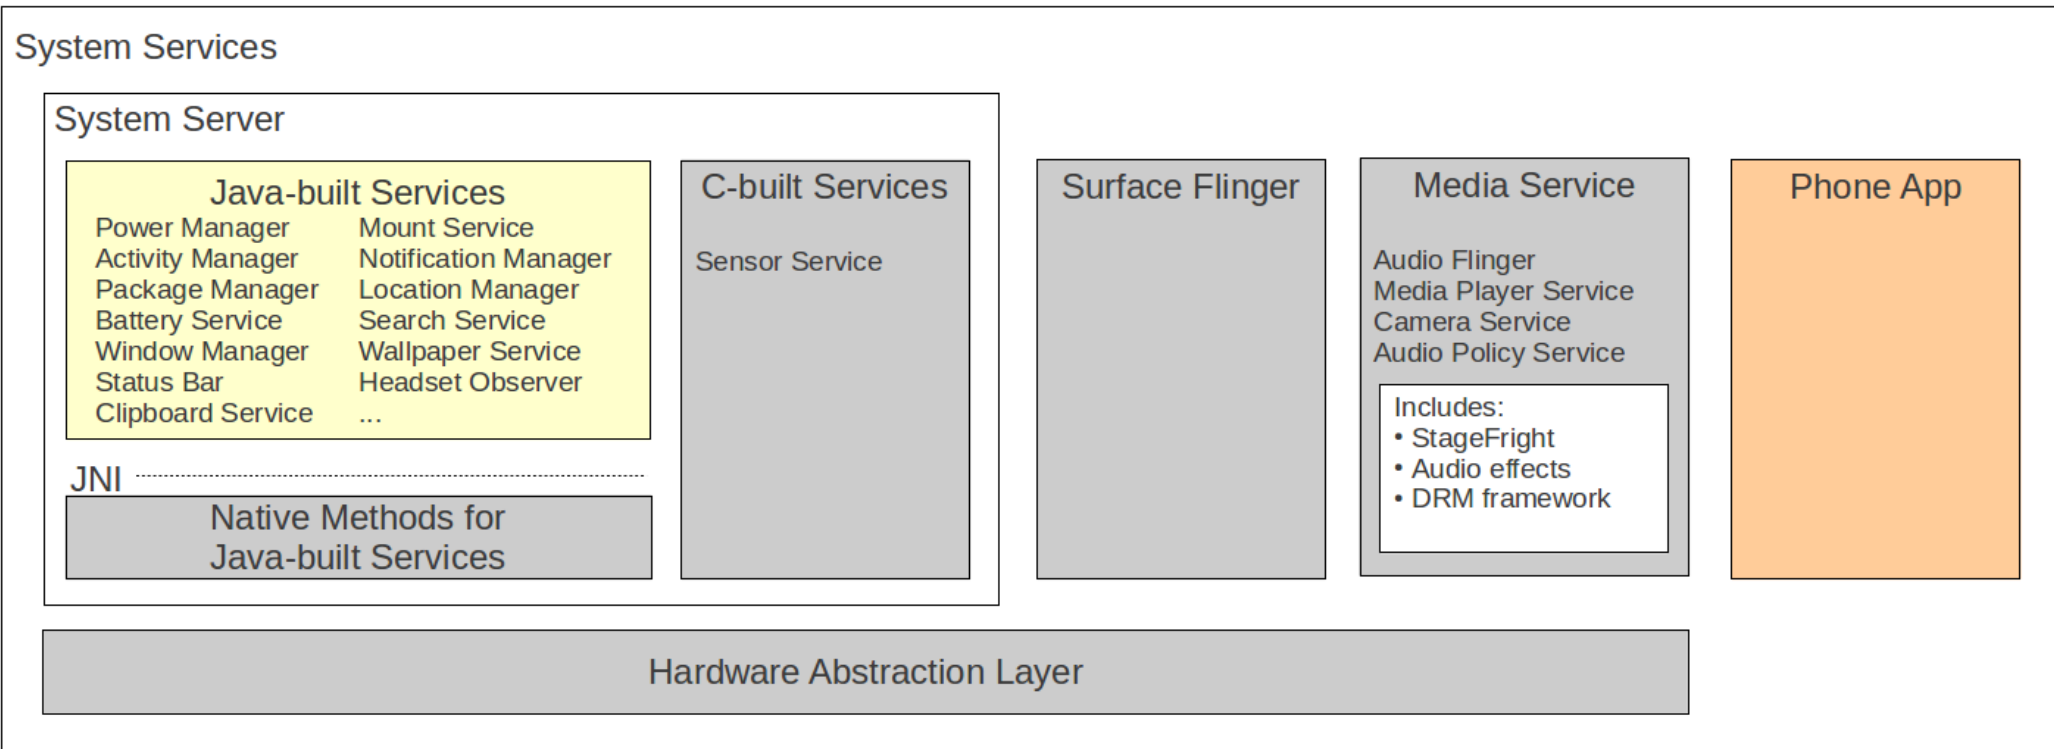 System Services
System Server
Java-built Services
Power Manager
Activity Manager
Package Manager
Battery Service
Window Manager
Status Bar
Clipboard Service
Mount Service
Notification Manager
Location Manager
Search Service
Wallpaper Service
Headset Observer
...
JNI
Native Methods for
Java-built Services
C-built Services
Sensor Service
Surface Flinger
Media Service
Audio Flinger
Media Player Service
Camera Service
Audio Policy Service
Includes:
• StageFright
• Audio effects
• DRM framework
Phone App
Hardware Abstraction Layer